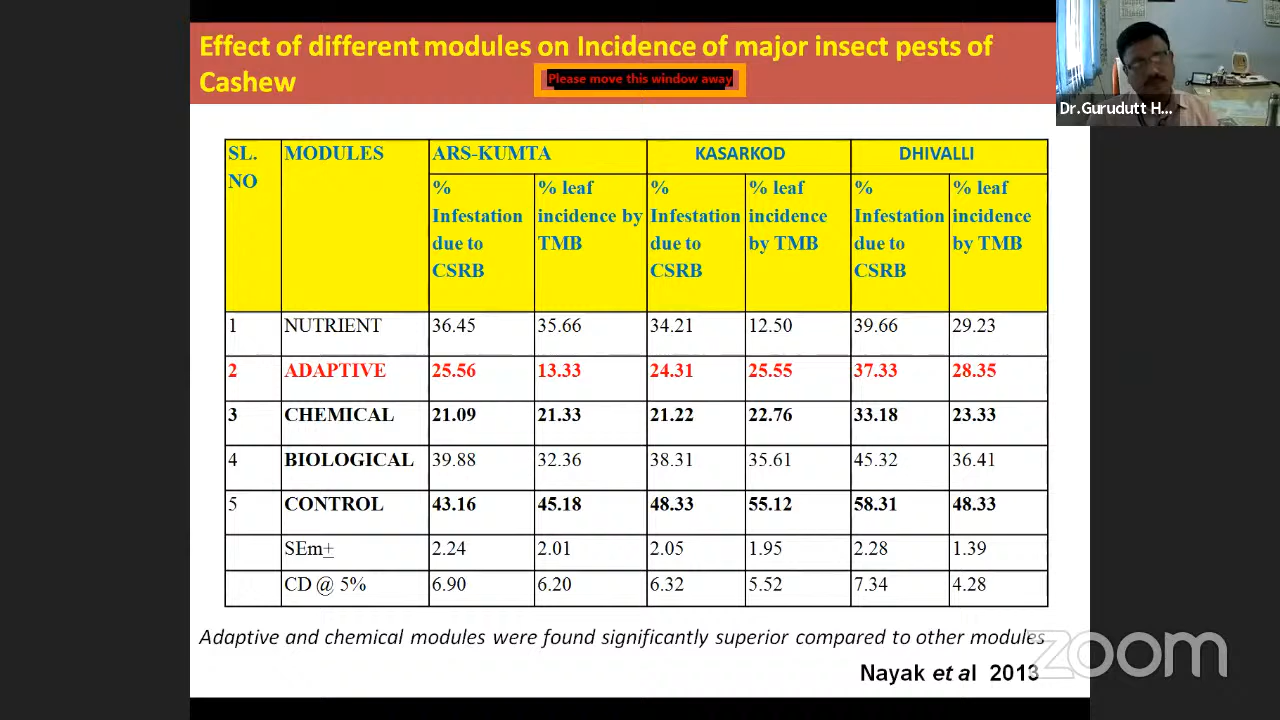 Effect of different modules on Incidence of major insect pests of
Cashew
Please move this window away
Dr.Gurudutt H...
SL. MODULES ARS-KUMTA KASARKOD DHIVALLI
NO
% % leaf % % leaf % % leaf
Infestation incidence by Infestation incidence Infestation incidence
due to TMB due to by TMB due to by TMB
CSRB CSRB CSRB
1 NUTRIENT 36.45 35.66 34.21 12.50 39.66 29.23
2 ADAPTIVE 25.56 13.33 24.31 25.55 37.33 28.35
3 CHEMICAL 21.09 21.33 21.22 22.76 33.18 23.33
4 BIOLOGICAL 39.88 32.36 38.31 35.61 45.32 36.41
5 CONTROL 43.16 45.18 48.33 55.12 58.31 48.33
SEm+ 2.24 2.01 2.05 1.95 2.28 1.39
CD @ 5% 6.90 6.20 6.32 5.52 7.34 4.28
Adaptive and chemical modules were found significantly superior compared to other modules
zoom
Nayak et al 2013